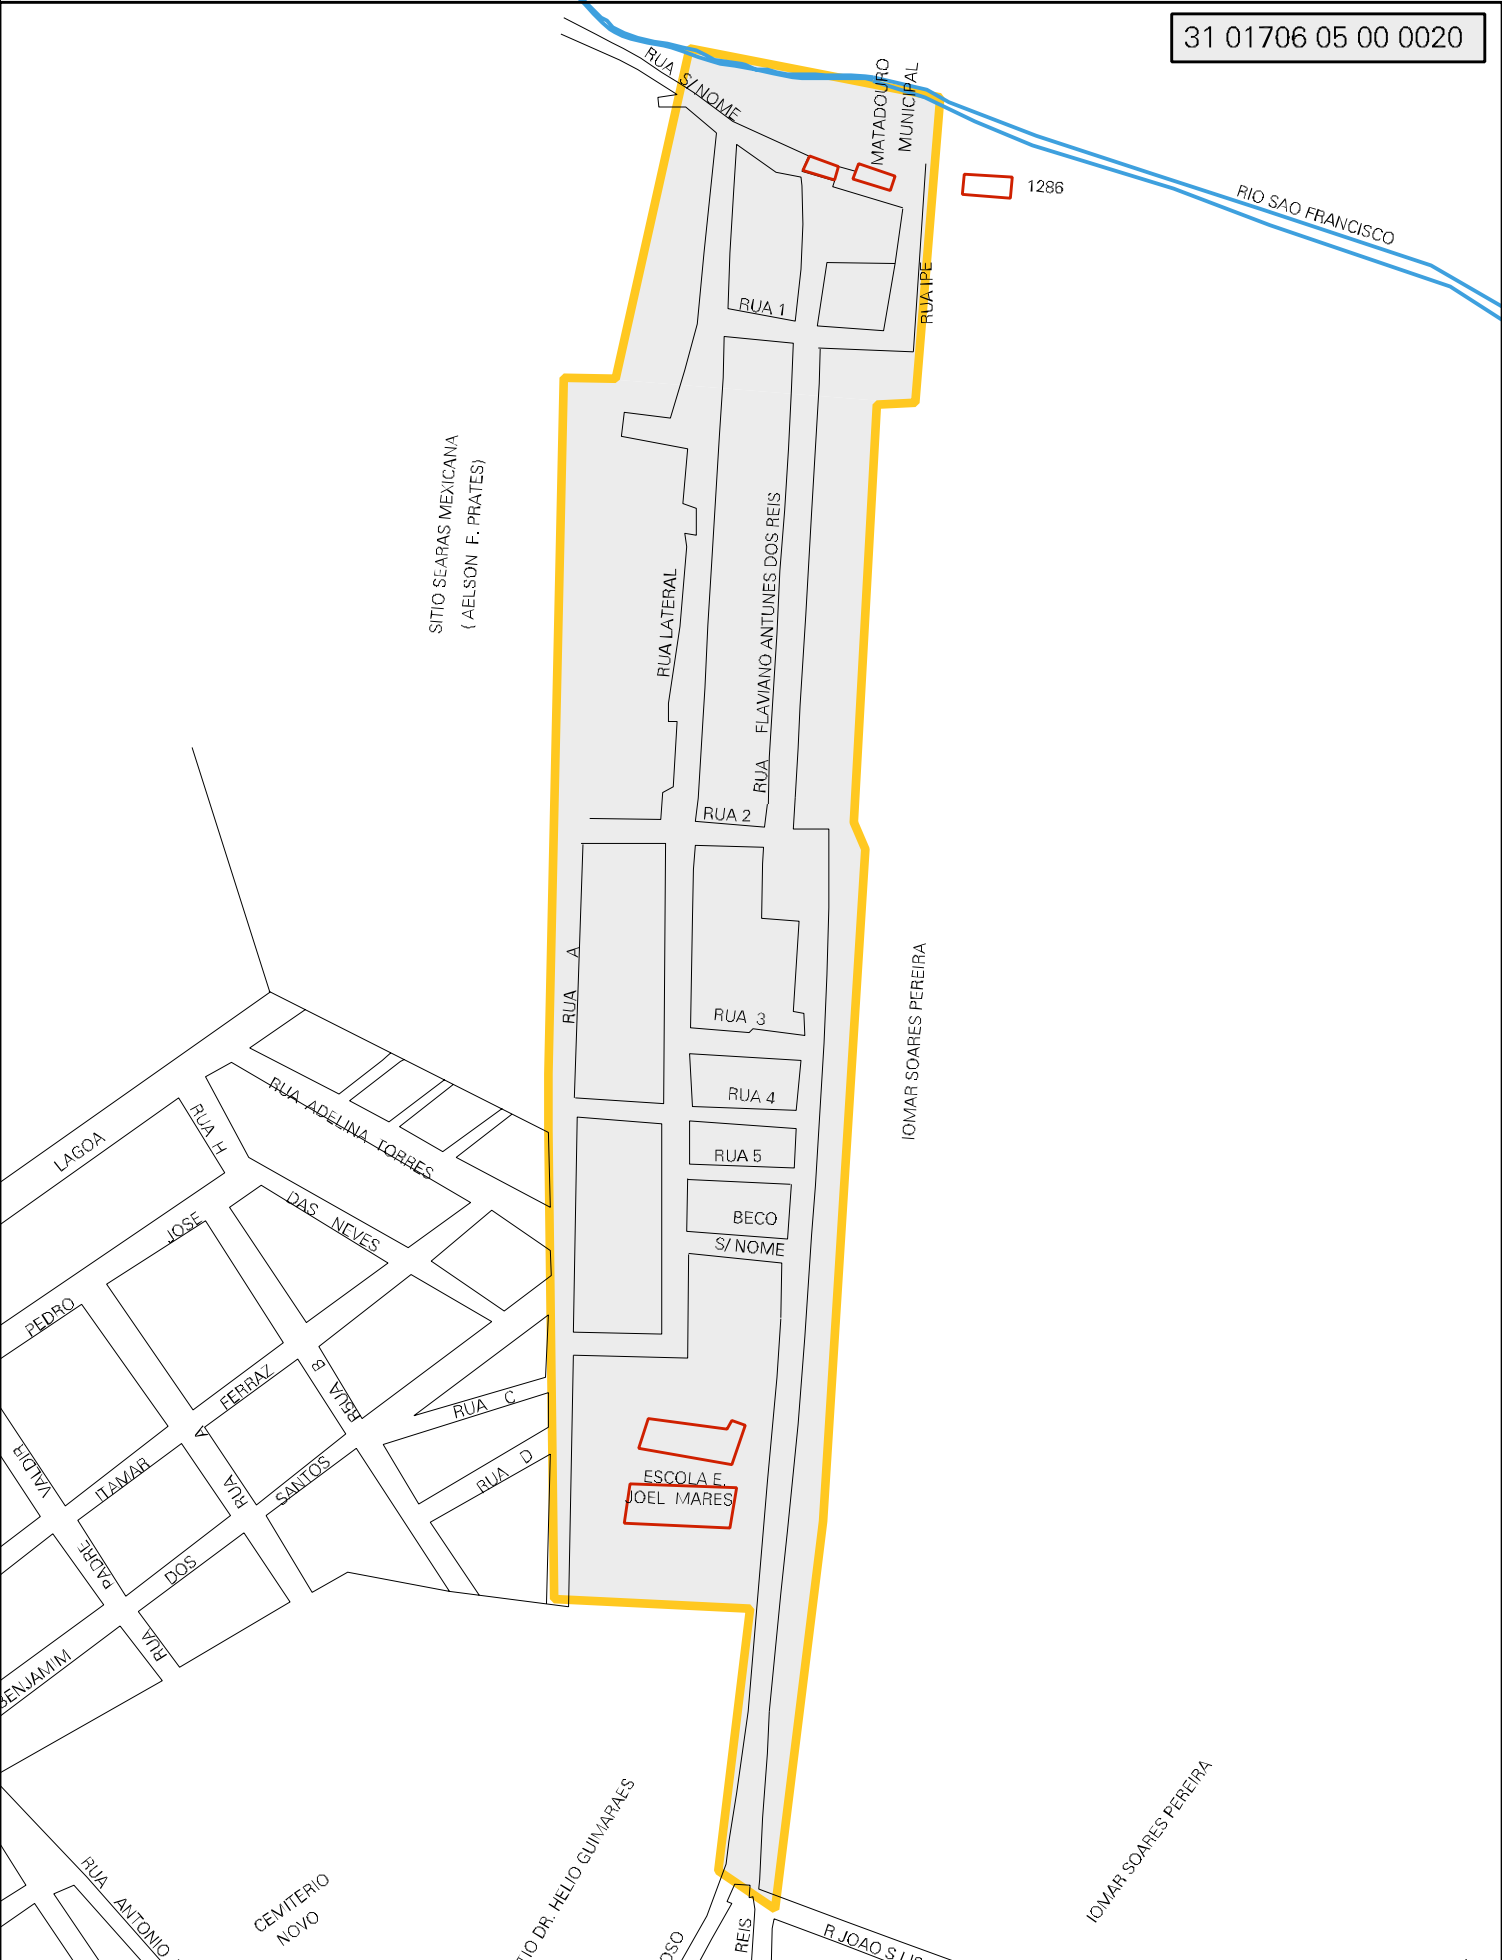 31 01706 05 00 0020
RUA S/NOME
MATADOURO
MUNICIPAL
1286
RIO SAO FRANCISCO
RUA 1
RUA IPE
SITIO SEARAS MEXICANA
( AELSON F. PRATES)
RUA LATERAL
RUA FLAVIANO ANTUNES DOS REIS
RUA 2
RUA A
RUA 3
IOMAR SOARES PEREIRA
RUA 4
RUA 5
BECO
S/ NOME
RUA ADELINA TORRES
RUA H
LAGOA
DAS NEVES
JOSE
PEDRO
FERRAZ
B
RUA C
RUA D
A
VALDIR
ITAMAR
RUA
SANTOS
PADRE
DOS
RUA
BENJAMIM
ESCOLA E.
JOEL MARES
RUA ANTONIO
CEMITERIO
NOVO
DR. HELIO GUIMARAES
IOMAR SOARES PEREIRA
REIS
R JOAO S